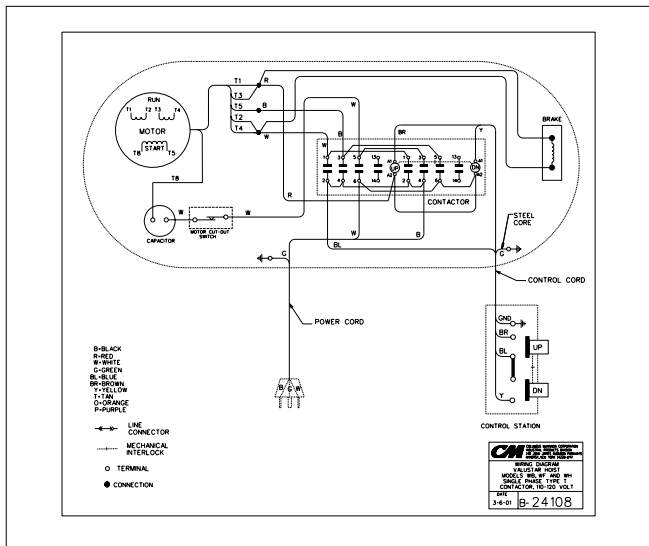 RUN
T1 T2 T3 T4
MOTOR
START
T8 T5
T1
R
T3
T5
B
T2
T4
W
T8
W
CAPACITOR
W
MOTOR CUT-OUT
SWITCH
W
W
B
BR
Y
1 3 5 13
A1
1 3 5 13
A1
UP
DN
2 4 6 14
A2
2 4 6 14
A2
CONTACTOR
R
BRAKE
W
B
BL
G
G
STEEL
CORE
CONTROL CORD
POWER CORD
B G W
GND
BR
BL
Y
UP
DN
CONTROL STATION
B=BLACK
R=RED
W=WHITE
G=GREEN
BL=BLUE
BR=BROWN
Y=YELLOW
T=TAN
O=ORANGE
P=PURPLE
LINE
CONNECTOR
MECHANICAL
INTERLOCK
TERMINAL
CONNECTION
CM
WIRING DIAGRAM
VALUSTAR HOIST
MODELS WB, WF AND WH
SINGLE PHASE TYPE T
CONTACTOR, 110-120 VOLT
DATE
3-6-01
B-24108